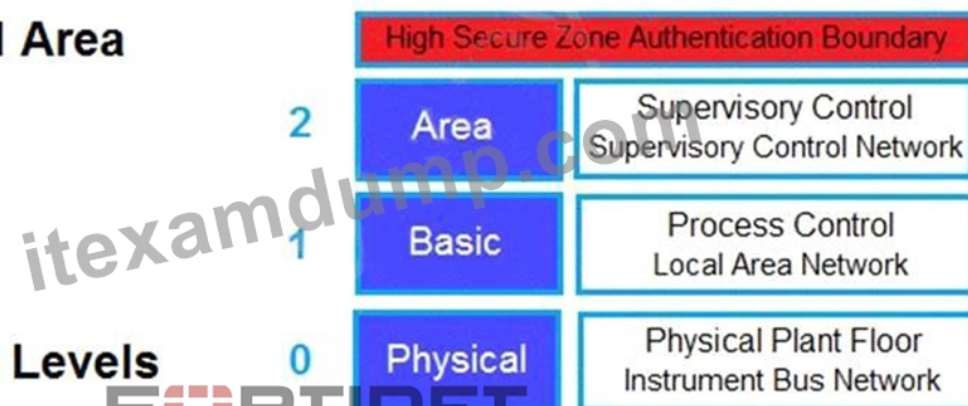 Area
High Secure Zone Authentication Boundary
2
Area
Supervisory Control
Supervisory Control Network
itexamdump.com
1
Basic
Process Control
Local Area Network
Levels
0
Physical
Physical Plant Floor
Instrument Bus Network